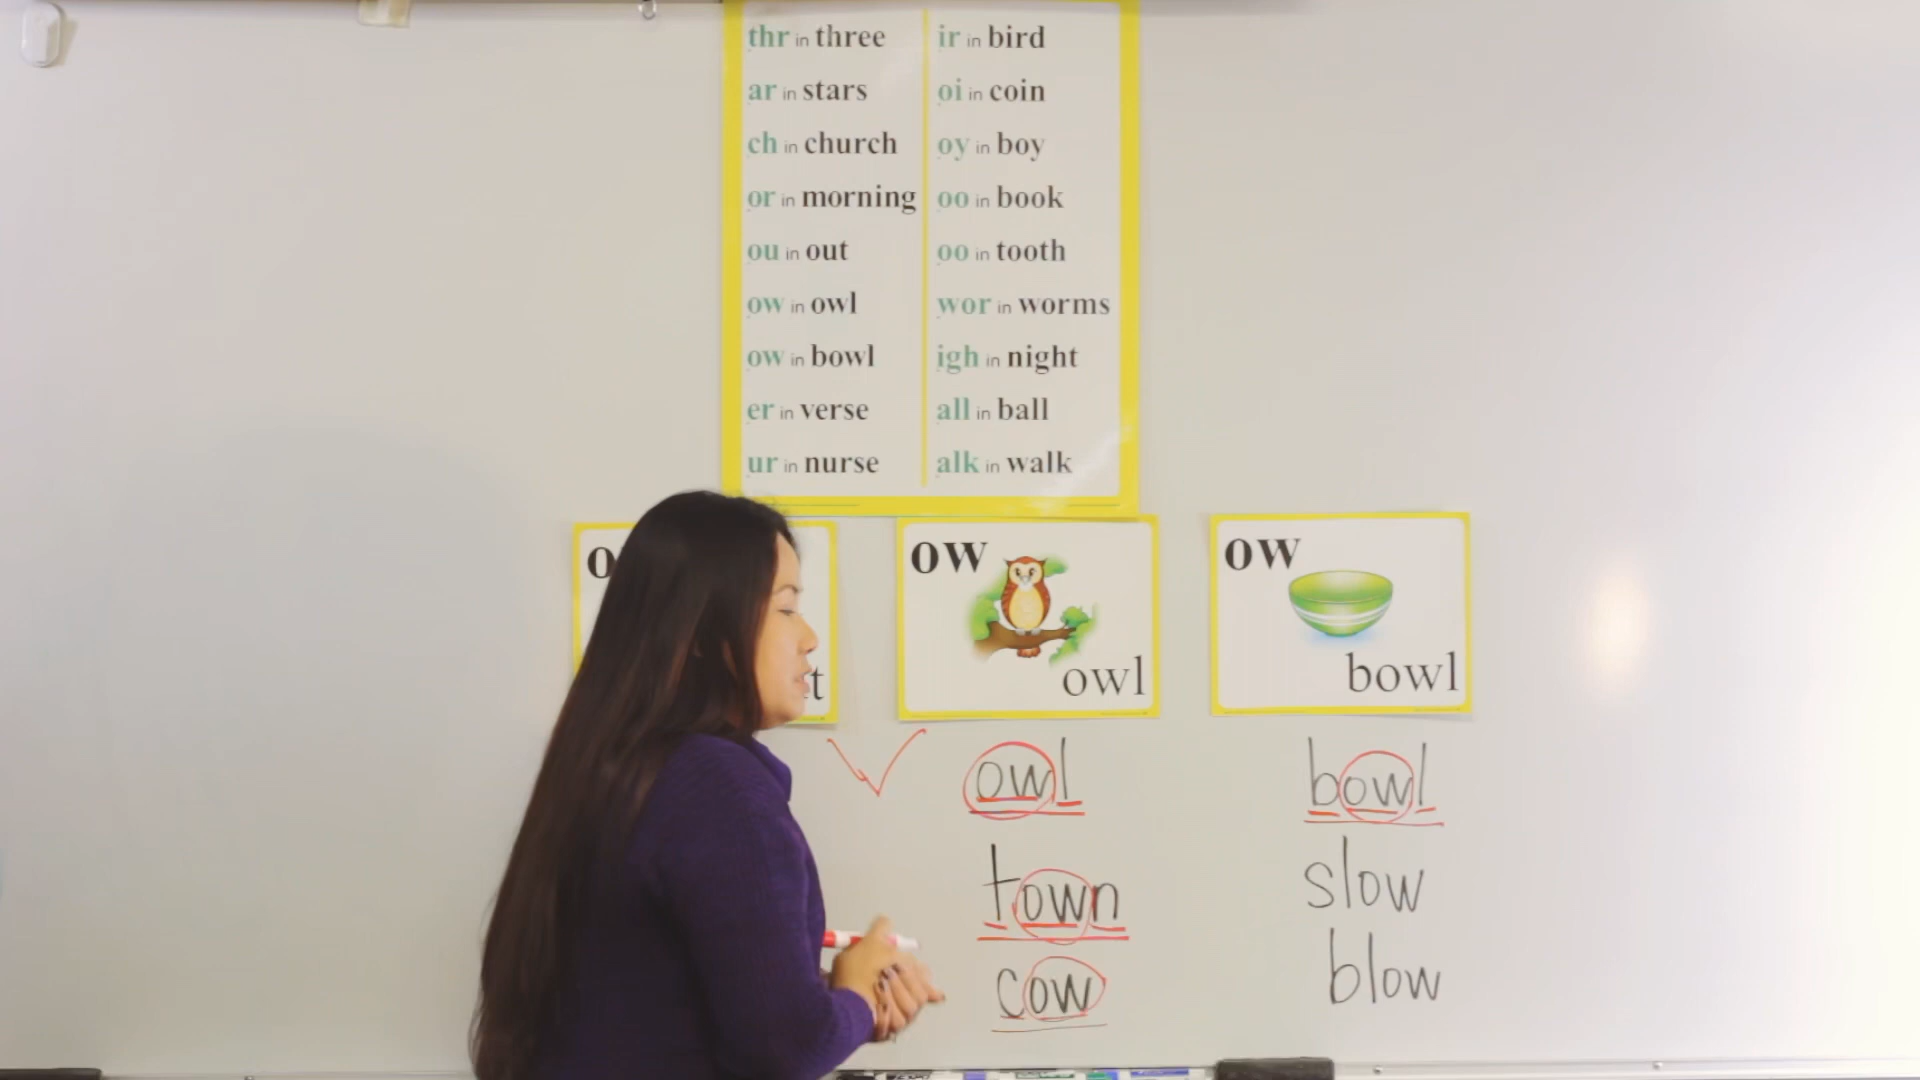 thr in three
ar in stars
ch in church
or in morning
ou in out
ow in owl
ow in bowl
er in verse
ur in nurse
ir in bird
oi in coin
oy in boy
oo in book
oo in tooth
wor in worms
igh in night
all in ball
alk in walk
ow
owl
ow
bowl
owl
town
cow
bowl
slow
blow